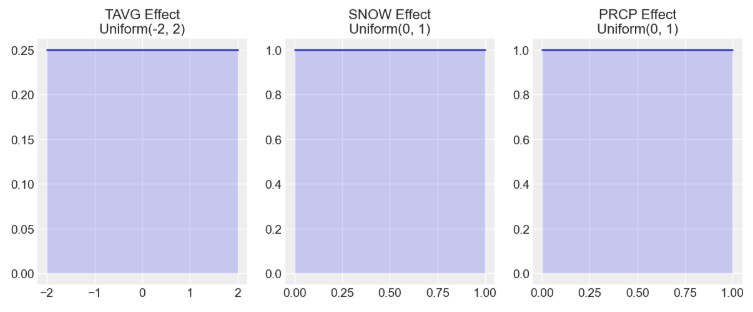 TAVG Effect
Uniform(-2, 2)
0.25
0.20
0.15
0.10
0.05
0.00
−2 −1 0 1 2
SNOW Effect
Uniform(0, 1)
1.0
0.8
0.6
0.4
0.2
0.0
0.00 0.25 0.50 0.75 1.00
PRCP Effect
Uniform(0, 1)
1.0
0.8
0.6
0.4
0.2
0.0
0.00 0.25 0.50 0.75 1.00